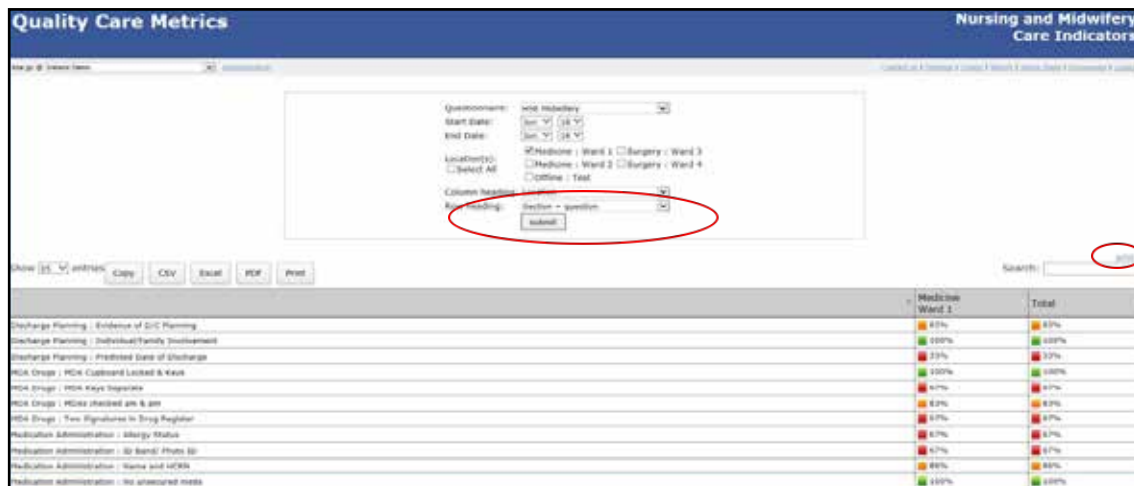 Quality Care Metrics
Nursing and Midwifery
Care Indicators
Questionnaire: HSE Midwifery
Start Date: Jun 16
End Date: Jun 16
Location(s):
Select All
Medicine : Ward 1 Surgery : Ward 3
Medicine : Ward 2 Surgery : Ward 4
Offline : Test
Column heading: Location
Row heading: Section - question
submit
Show entries
Copy CSV Excel PDF Print
Search:
Medicine
Ward 1
Total
Discharge Planning : Evidence of D/C Planning 83% 83%
Discharge Planning : Individual/Family Involvement 100% 100%
Discharge Planning : Predicted Date of Discharge 33% 33%
MDA Drugs : MDA Cupboard Locked & Keys 100% 100%
MDA Drugs : MDA Keys Separate 67% 67%
MDA Drugs : MDAs checked am & pm 83% 83%
MDA Drugs : Two Signatures in Drug Register 67% 67%
Medication Administration : Allergy Status 67% 67%
Medication Administration : ID Band/ Photo ID 67% 67%
Medication Administration : Name and HCRN 86% 86%
Medication Administration : No unsecured meds 100% 100%